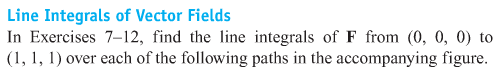 Line Integrals of Vector Fields
In Exercises 7–12, find the line integrals of F from (0, 0, 0) to
(1, 1, 1) over each of the following paths in the accompanying figure.